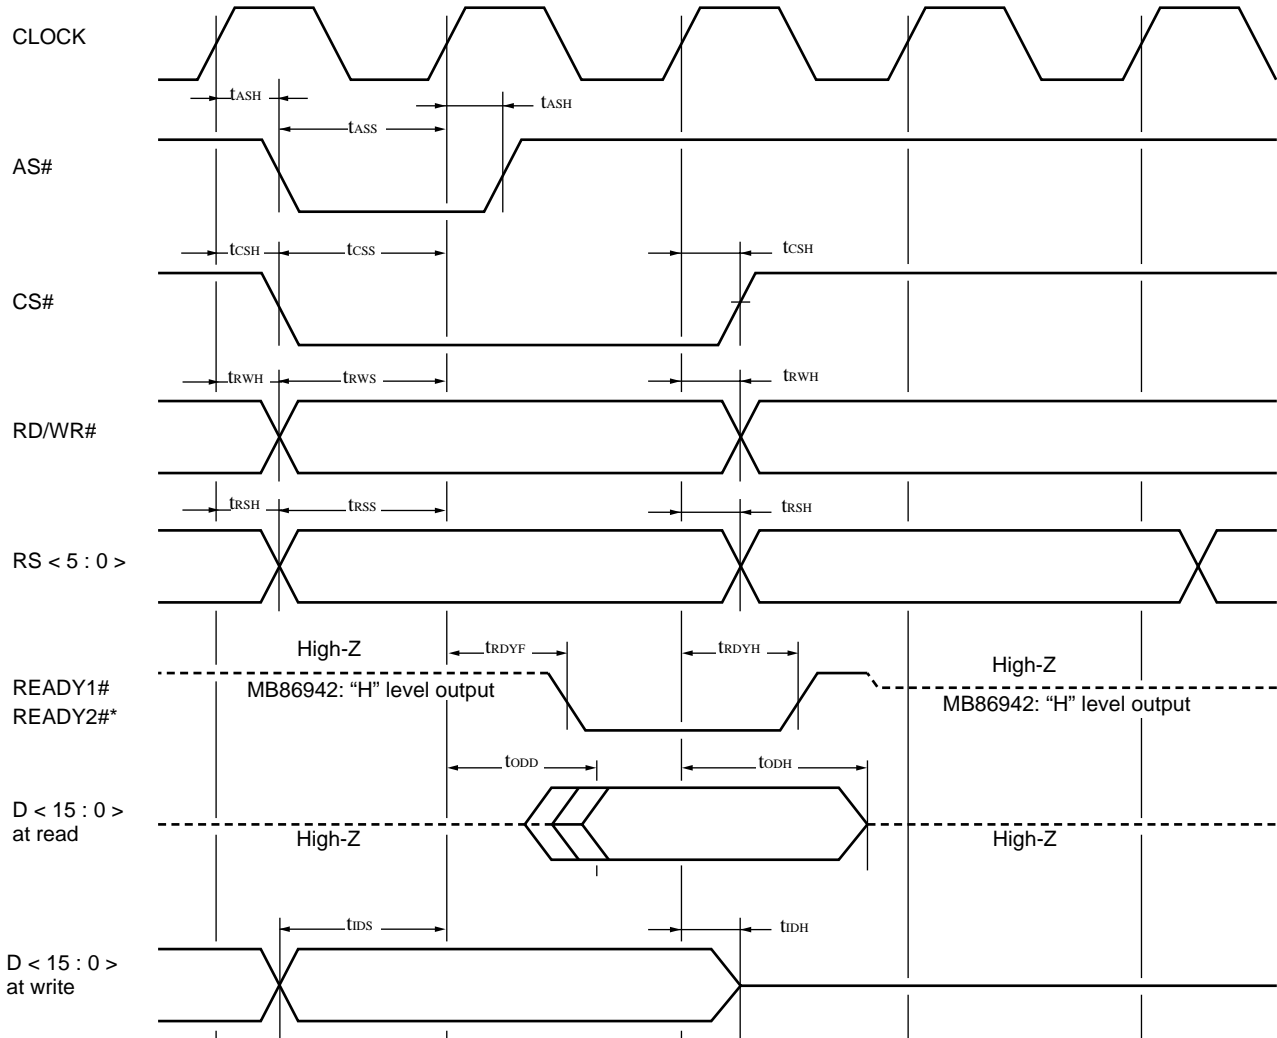 CLOCK
tASH
tASH
tASS
AS#
tCSH
tCSS
tCSH
CS#
tRWH
tRWS
tRWH
RD/WR#
tRSH
tRSS
tRSH
RS < 5 : 0 >
High-Z
tRDYF
tRDYH
High-Z
READY1#
MB86942: “H” level output
MB86942: “H” level output
READY2#*
tODD
tODH
D < 15 : 0 >
at read
High-Z
High-Z
tIDS
tIDH
D < 15 : 0 >
at write